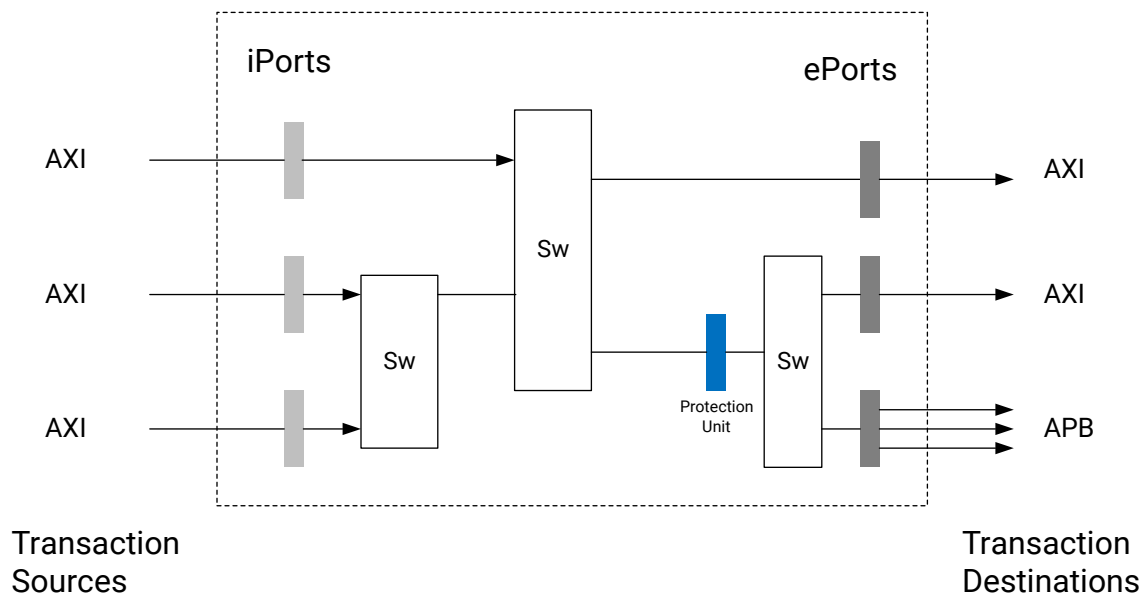 iPorts
ePorts
AXI
AXI
Sw
AXI
AXI
Sw
Sw
Protection
Unit
AXI
APB
Transaction
Sources
Transaction
Destinations